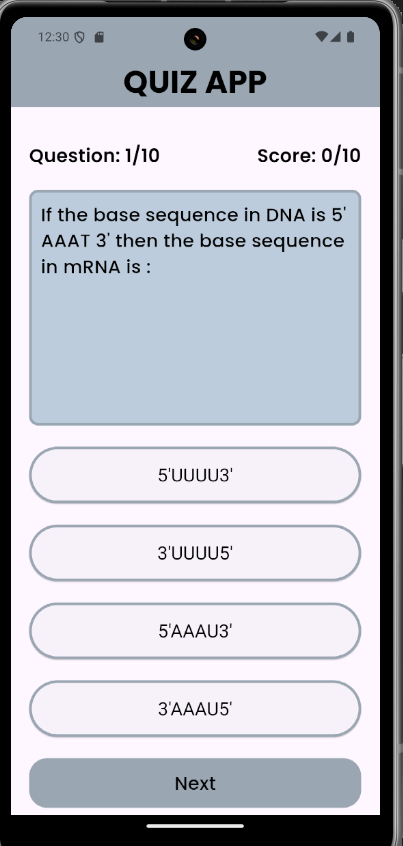 12:30
QUIZ APP
Question: 1/10
Score: 0/10
If the base sequence in DNA is 5'
AAAT 3' then the base sequence
in mRNA is :
5'UUUU3'
3'UUUU5'
5'AAAU3'
3'AAAU5'
Next